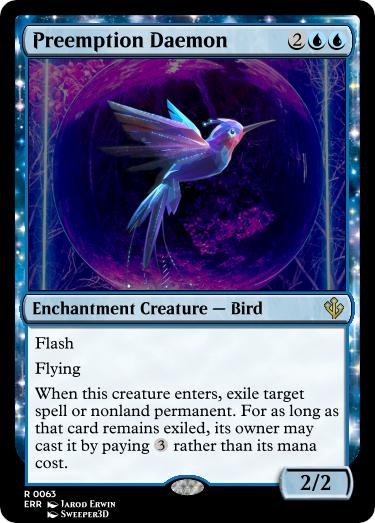 Preemption Daemon 2
Enchantment Creature — Bird
Flash
Flying
When this creature enters, exile target
spell or nonland permanent. For as long as
that card remains exiled, its owner may
cast it by paying 3 rather than its mana
cost.
2/2
R 0063
ERR Jarod Erwin
Sweeper3D